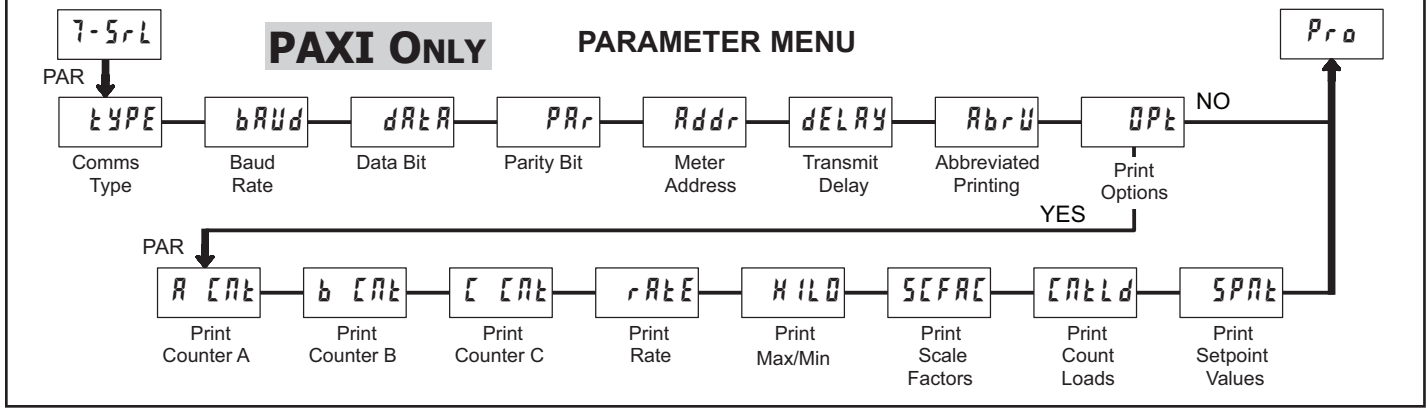 7-SrL
PAXI ONLY
PARAMETER MENU
Pro
PAR
tYPE
bAUd
dAtA
PAr
Addr
dELAY
AbrU
OPt
NO
Comms
Type
Baud
Rate
Data Bit
Parity Bit
Meter
Address
Transmit
Delay
Abbreviated
Printing
Print
Options
YES
PAR
A CNt
b CNt
C CNt
rAtE
HILO
SCFAC
CNtLd
SPNt
Print
Counter A
Print
Counter B
Print
Counter C
Print
Rate
Print
Max/Min
Print
Scale
Factors
Print
Count
Loads
Print
Setpoint
Values